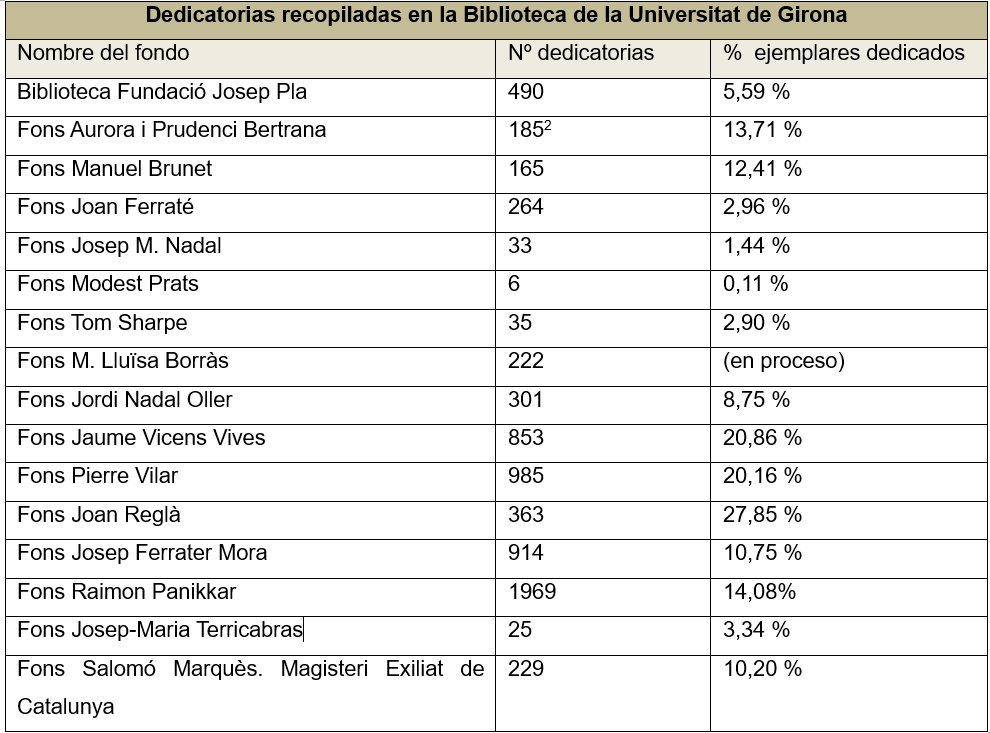 Dedicatorias recopiladas en la Biblioteca de la Universitat de Girona
Nombre del fondo Nº dedicatorias % ejemplares dedicados
Biblioteca Fundació Josep Pla 490 5,59 %
Fons Aurora i Prudenci Bertrana 185² 13,71 %
Fons Manuel Brunet 165 12,41 %
Fons Joan Ferraté 264 2,96 %
Fons Josep M. Nadal 33 1,44 %
Fons Modest Prats 6 0,11 %
Fons Tom Sharpe 35 2,90 %
Fons M. Lluïsa Borràs 222 (en proceso)
Fons Jordi Nadal Oller 301 8,75 %
Fons Jaume Vicens Vives 853 20,86 %
Fons Pierre Vilar 985 20,16 %
Fons Joan Reglà 363 27,85 %
Fons Josep Ferrater Mora 914 10,75 %
Fons Raimon Panikkar 1969 14,08%
Fons Josep-Maria Terricabras 25 3,34 %
Fons Salomó Marquès. Magisteri Exiliat de 229 10,20 %
Catalunya